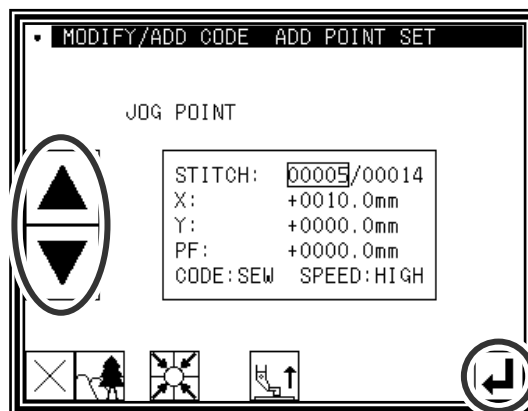 MODIFY/ADD CODE ADD POINT SET
JOG POINT
STITCH: 00005/00014
X: +0010.0mm
Y: +0000.0mm
PF: +0000.0mm
CODE:SEW SPEED:HIGH